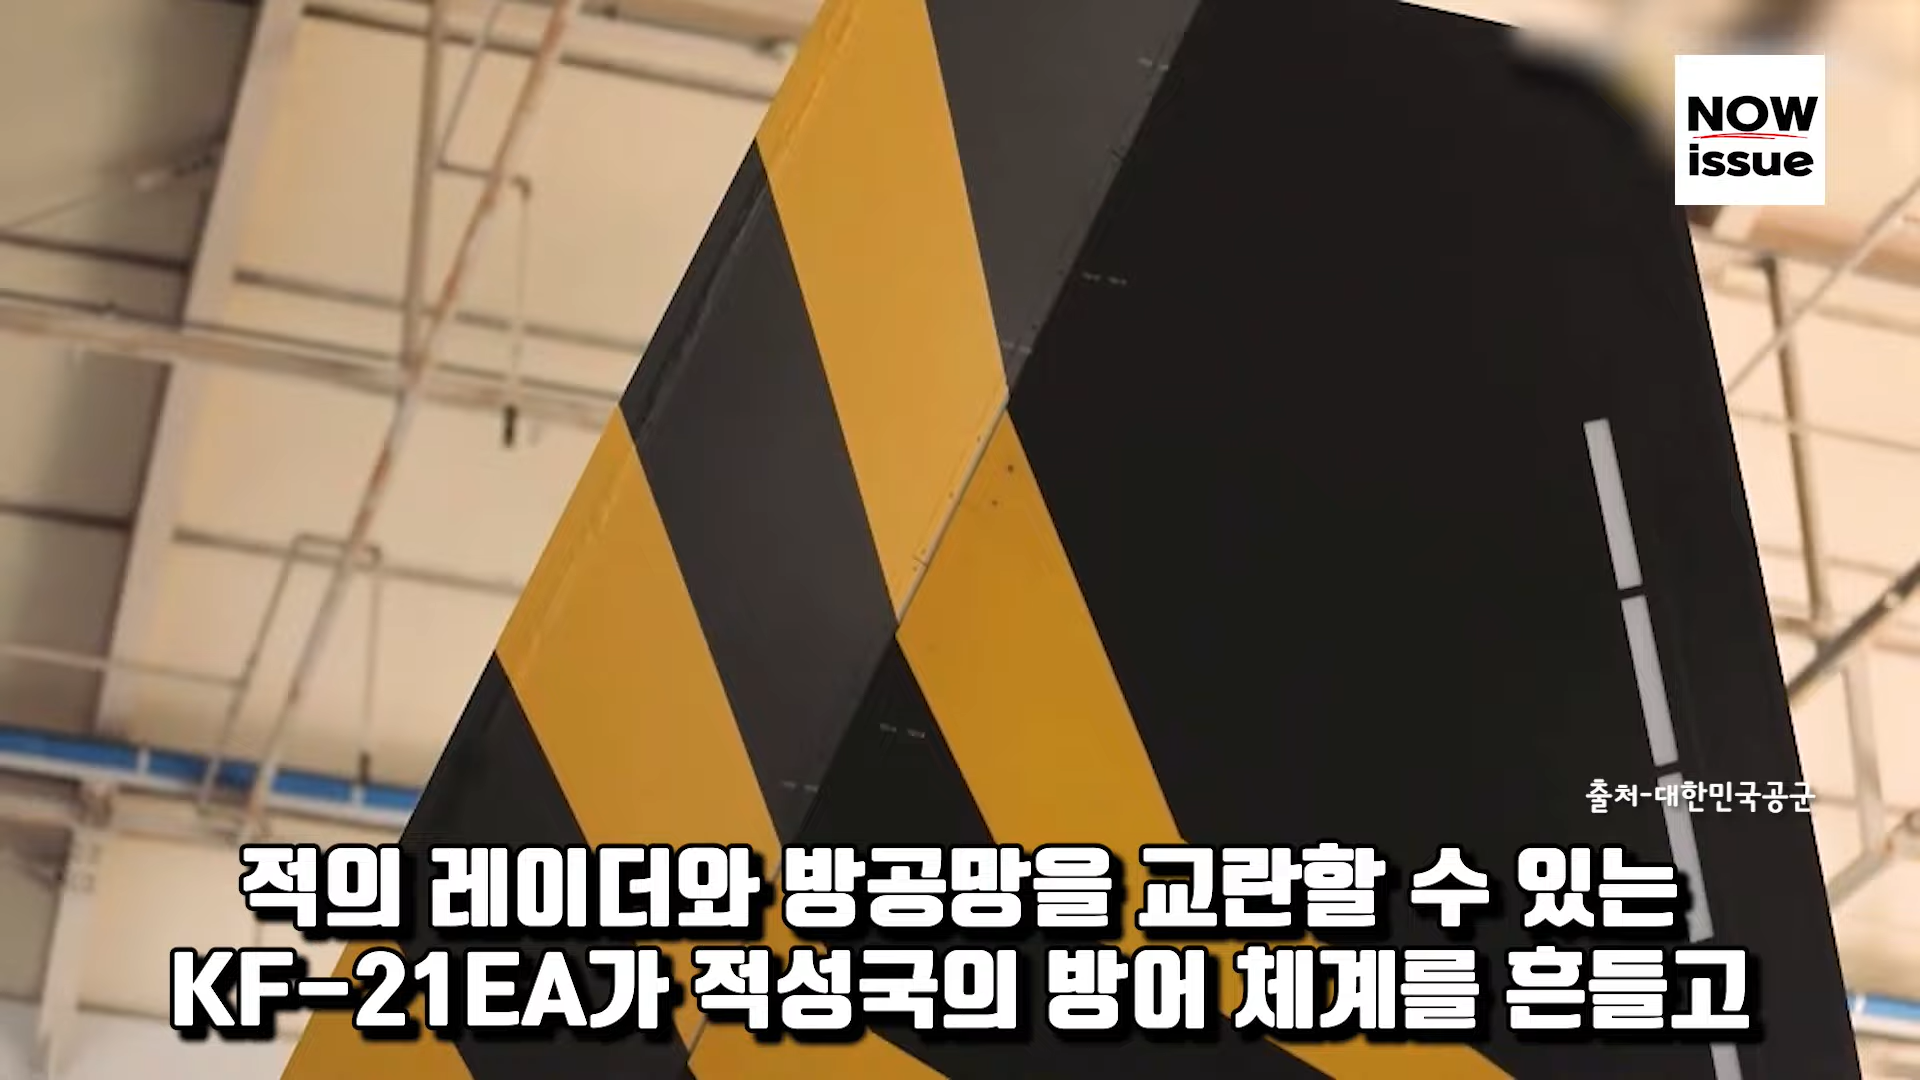 NOW
issue
출처-대한민국공군
적의 레이더와 방공망을 교란할 수 있는
KF-21EA가 적성국의 방어 체계를 흔들고